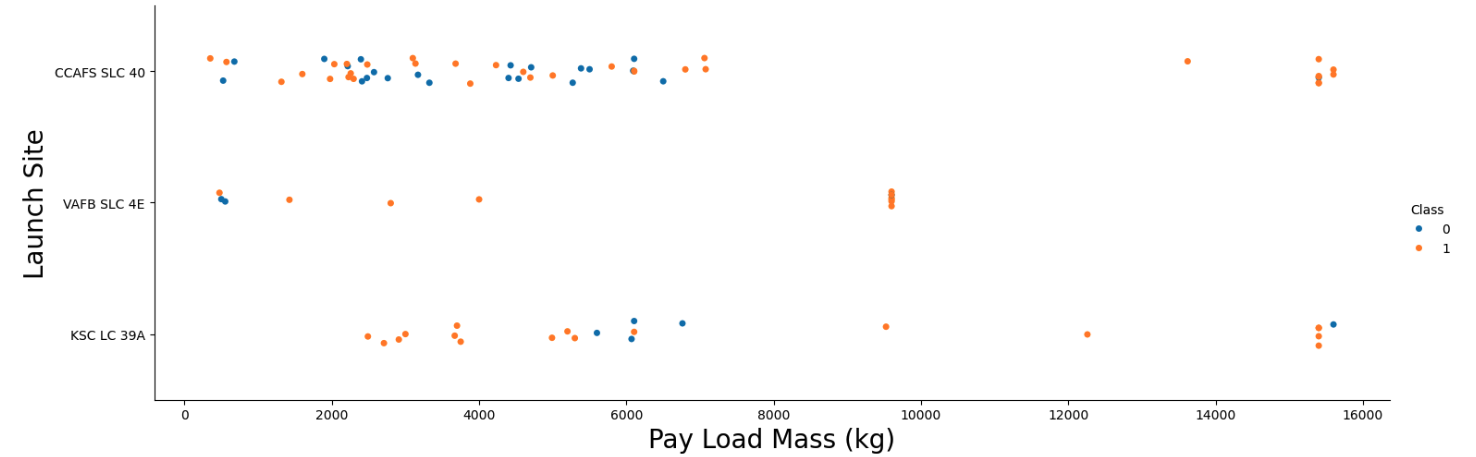 Launch Site
CCAFS SLC 40
VAFB SLC 4E
KSC LC 39A
0 2000 4000 6000 8000 10000 12000 14000 16000
Pay Load Mass (kg)
Class
0
1